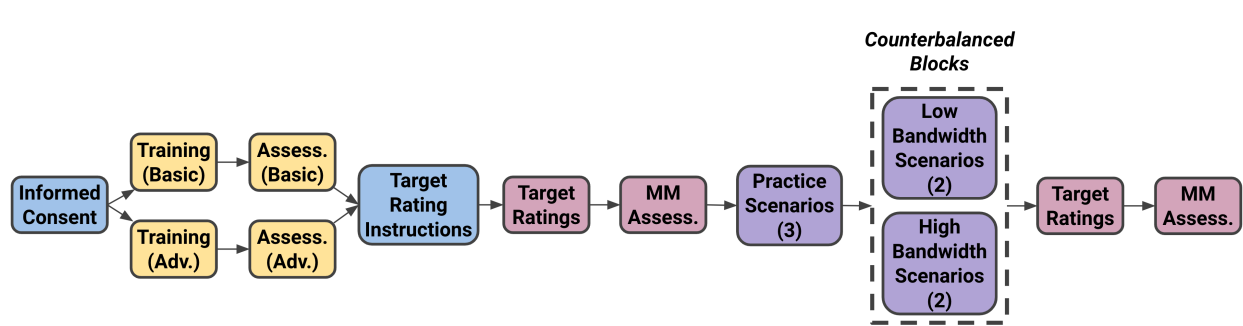 Counterbalanced
Blocks
Informed
Consent
Training
(Basic)
Assess.
(Basic)
Training
(Adv.)
Assess.
(Adv.)
Target
Rating
Instructions
Target
Ratings
MM
Assess.
Practice
Scenarios
(3)
Low
Bandwidth
Scenarios
(2)
High
Bandwidth
Scenarios
(2)
Target
Ratings
MM
Assess.